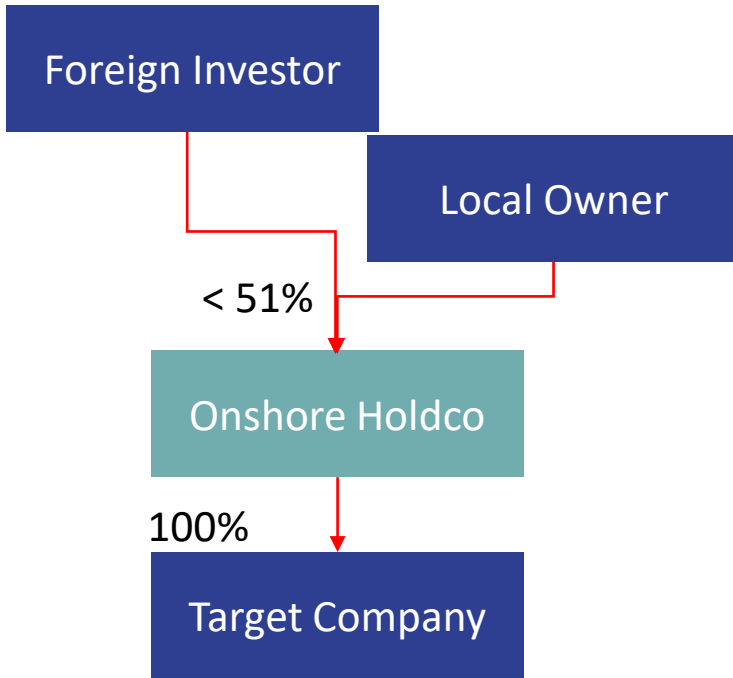 Foreign Investor
Local Owner
< 51%
Onshore Holdco
100%
Target Company